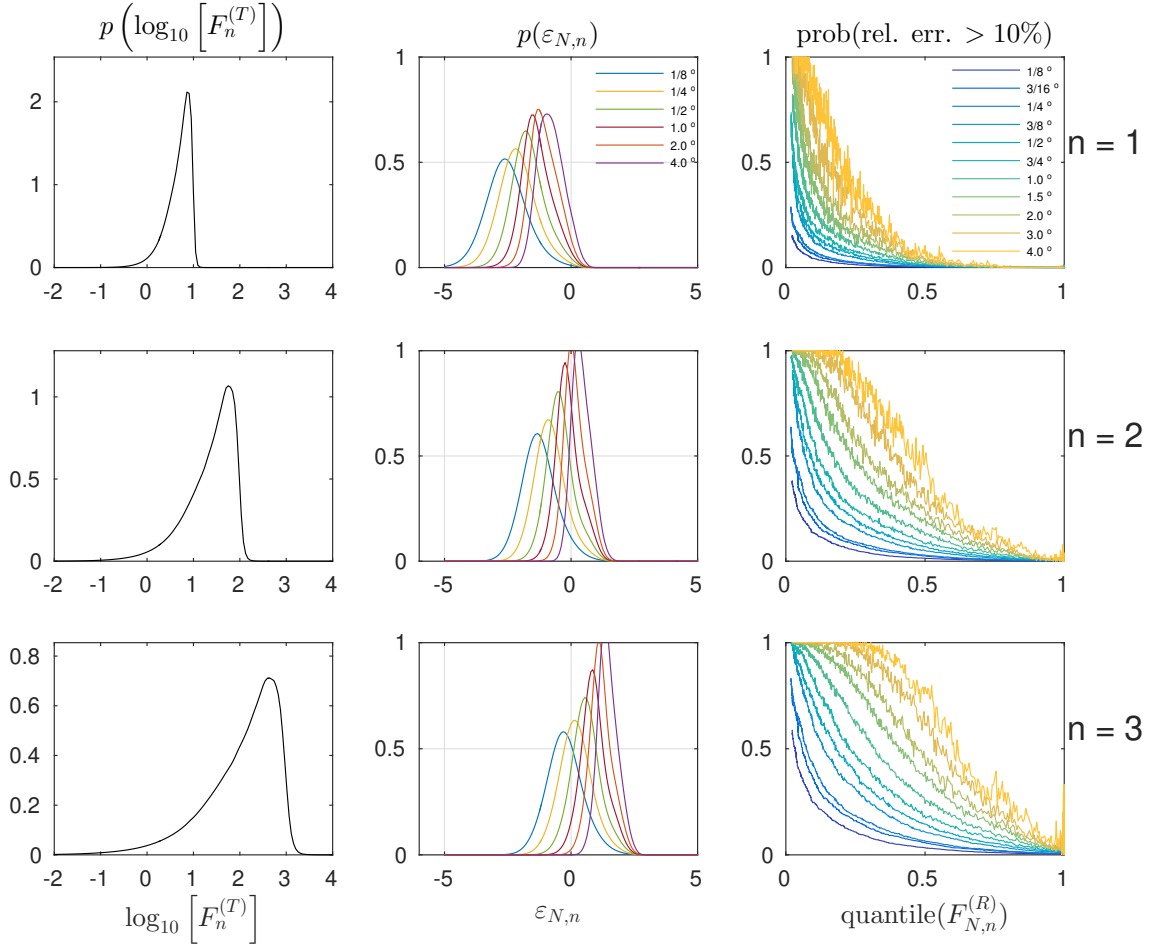 p(log₁₀[Fₙ⁽ᵀ⁾])
p(ε_{N,n})
prob(rel. err. > 10%)
2
1
0
-2 -1 0 1 2 3 4
1
0.5
0
-5 0 5
1/8 º
1/4 º
1/2 º
1.0 º
2.0 º
4.0 º
1
0.5
0
0 0.5 1
1/8 º
3/16 º
1/4 º
3/8 º
1/2 º
3/4 º
1.0 º
1.5 º
2.0 º
3.0 º
4.0 º
n = 1
1
0.5
0
-2 -1 0 1 2 3 4
1
0.5
0
-5 0 5
1
0.5
0
0 0.5 1
n = 2
0.8
0.6
0.4
0.2
0
-2 -1 0 1 2 3 4
log₁₀[Fₙ⁽ᵀ⁾]
1
0.5
0
-5 0 5
ε_{N,n}
1
0.5
0
0 0.5 1
quantile(F_{N,n}⁽ᴿ⁾)
n = 3